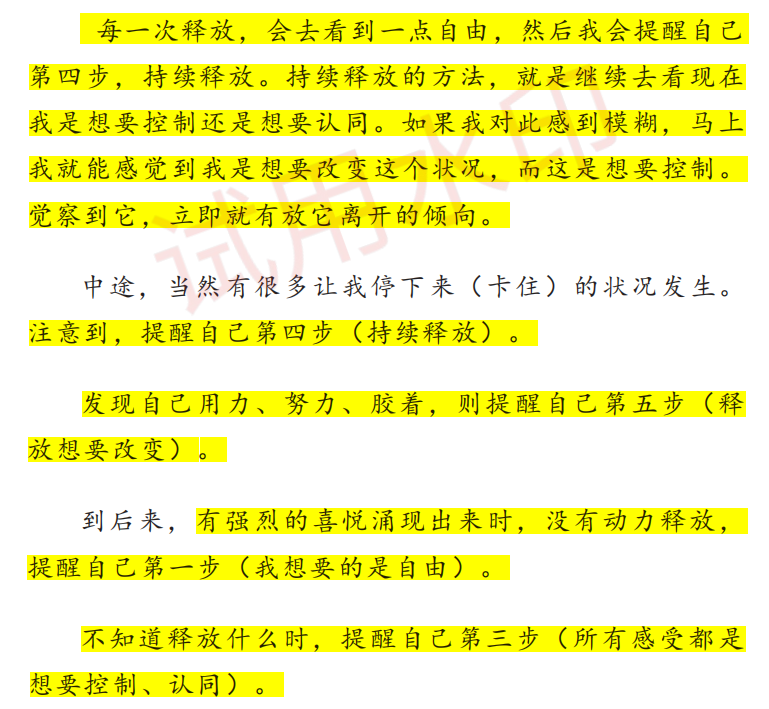 每一次释放，会去看到一点自由，然后我会提醒自己
第四步，持续释放。持续释放的方法，就是继续去看现在
我是想要控制还是想要认同。如果我对此感到模糊，马上
我就能感觉到我是想要改变这个状况，而这是想要控制。
觉察到它，立即就有放它离开的倾向。
试用水印
中途，当然有很多让我停下来（卡住）的状况发生。
注意到，提醒自己第四步（持续释放）。
发现自己用力、努力、胶着，则提醒自己第五步（释
放想要改变）。
到后来，有强烈的喜悦涌现出来时，没有动力释放，
提醒自己第一步（我想要的是自由）。
不知道释放什么时，提醒自己第三步（所有感受都是
想要控制、认同）。